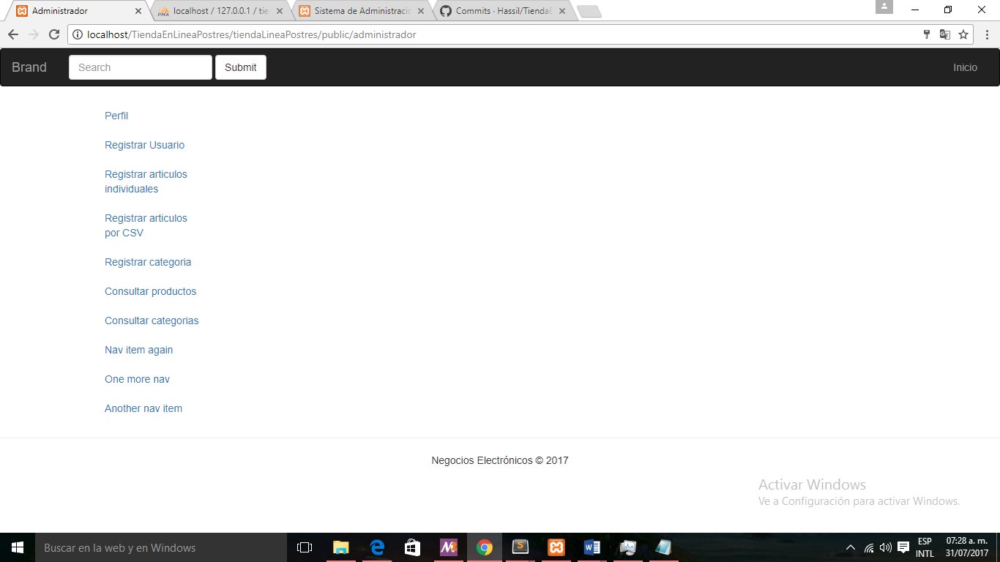 Administrador
localhost / 127.0.0.1 / tie
Sistema de Administració
Commits - Hassil/Tienda
localhost/TiendaEnLineaPostres/tiendaLineaPostres/public/administrador
Brand
Search
Submit
Inicio
Perfil
Registrar Usuario
Registrar articulos
individuales
Registrar articulos
por CSV
Registrar categoria
Consultar productos
Consultar categorias
Nav item again
One more nav
Another nav item
Negocios Electrónicos © 2017
Activar Windows
Ve a Configuración para activar Windows.
Buscar en la web y en Windows
ESP
INTL
07:28 a. m.
31/07/2017